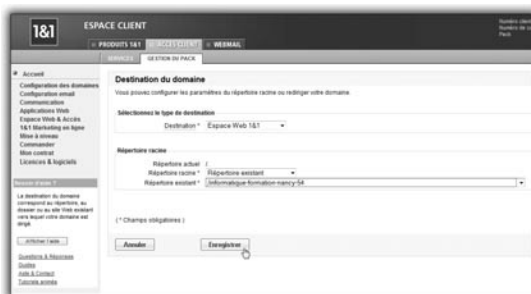 1&1
ESPACE CLIENT
PRODUITS 1&1
ACCÈS CLIENT
WEBMAIL
SERVICES
GESTION DU PACK
Accueil
Configuration des domaines
Configuration email
Communication
Applications Web
Espace Web & Accès
1&1 Marketing en ligne
Mise à niveau
Commander
Mon contrat
Licences & logiciels
Besoin d'aide ?
La destination du domaine
correspond au répertoire, au
dossier ou au site Web existant
vers lequel votre domaine est
dirigé.
Afficher l'aide
Questions & Réponses
Guides
Aide & Contact
Tutoriels animés
Destination du domaine
Vous pouvez configurer les paramètres du répertoire racine ou rediriger votre domaine.
Sélectionnez le type de destination
Destination * Espace Web 1&1
Répertoire racine
Répertoire actuel /
Répertoire racine * Répertoire existant
Répertoire existant * /informatique-formation-nancy-54
( * Champs obligatoires )
Annuler
Enregistrer